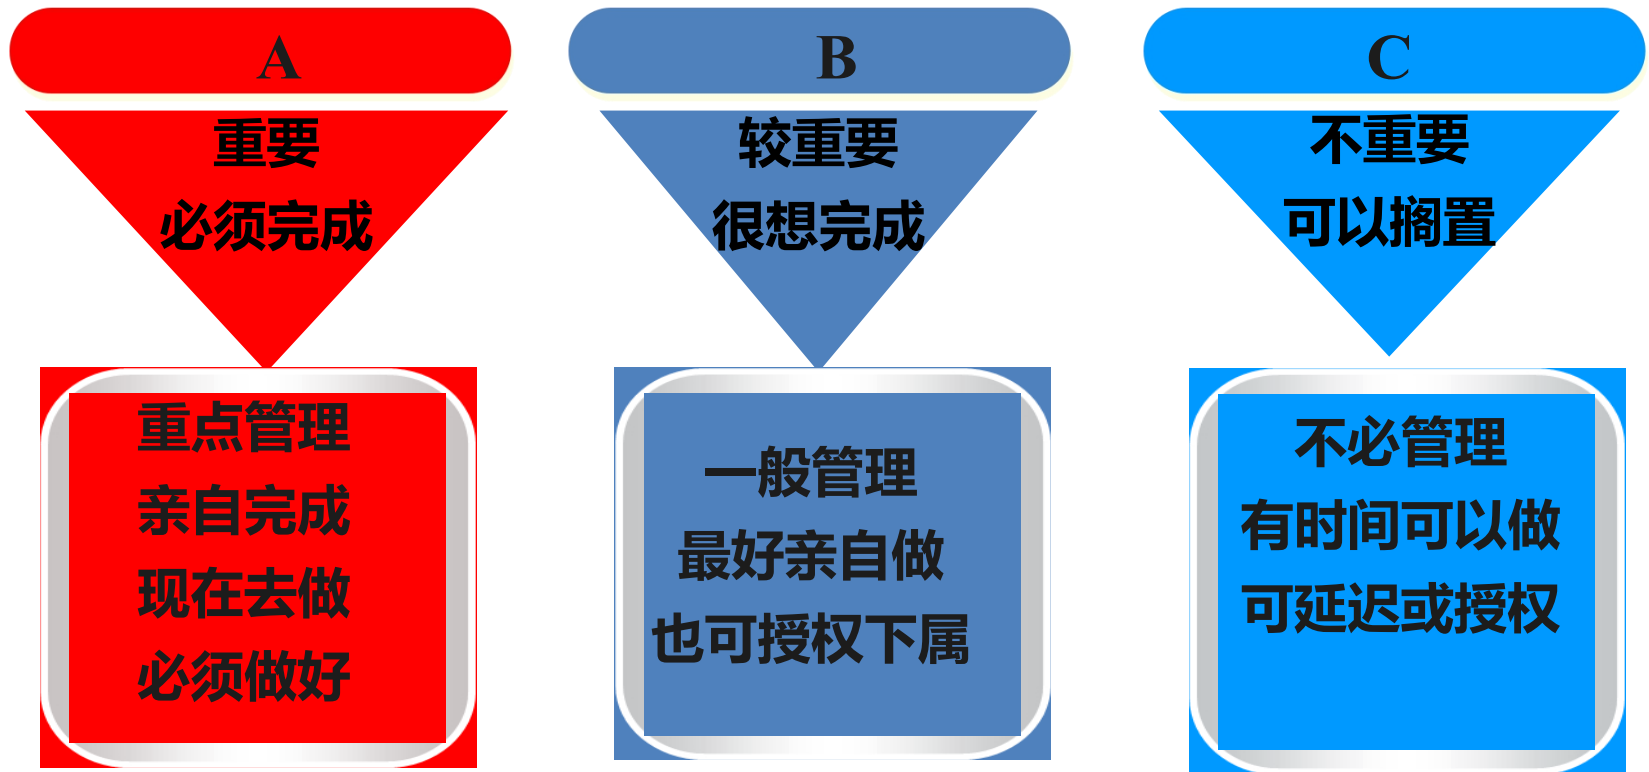 A
重要
必须完成
重点管理
亲自完成
现在去做
必须做好
B
较重要
很想完成
一般管理
最好亲自做
也可授权下属
C
不重要
可以搁置
不必管理
有时间可以做
可延迟或授权